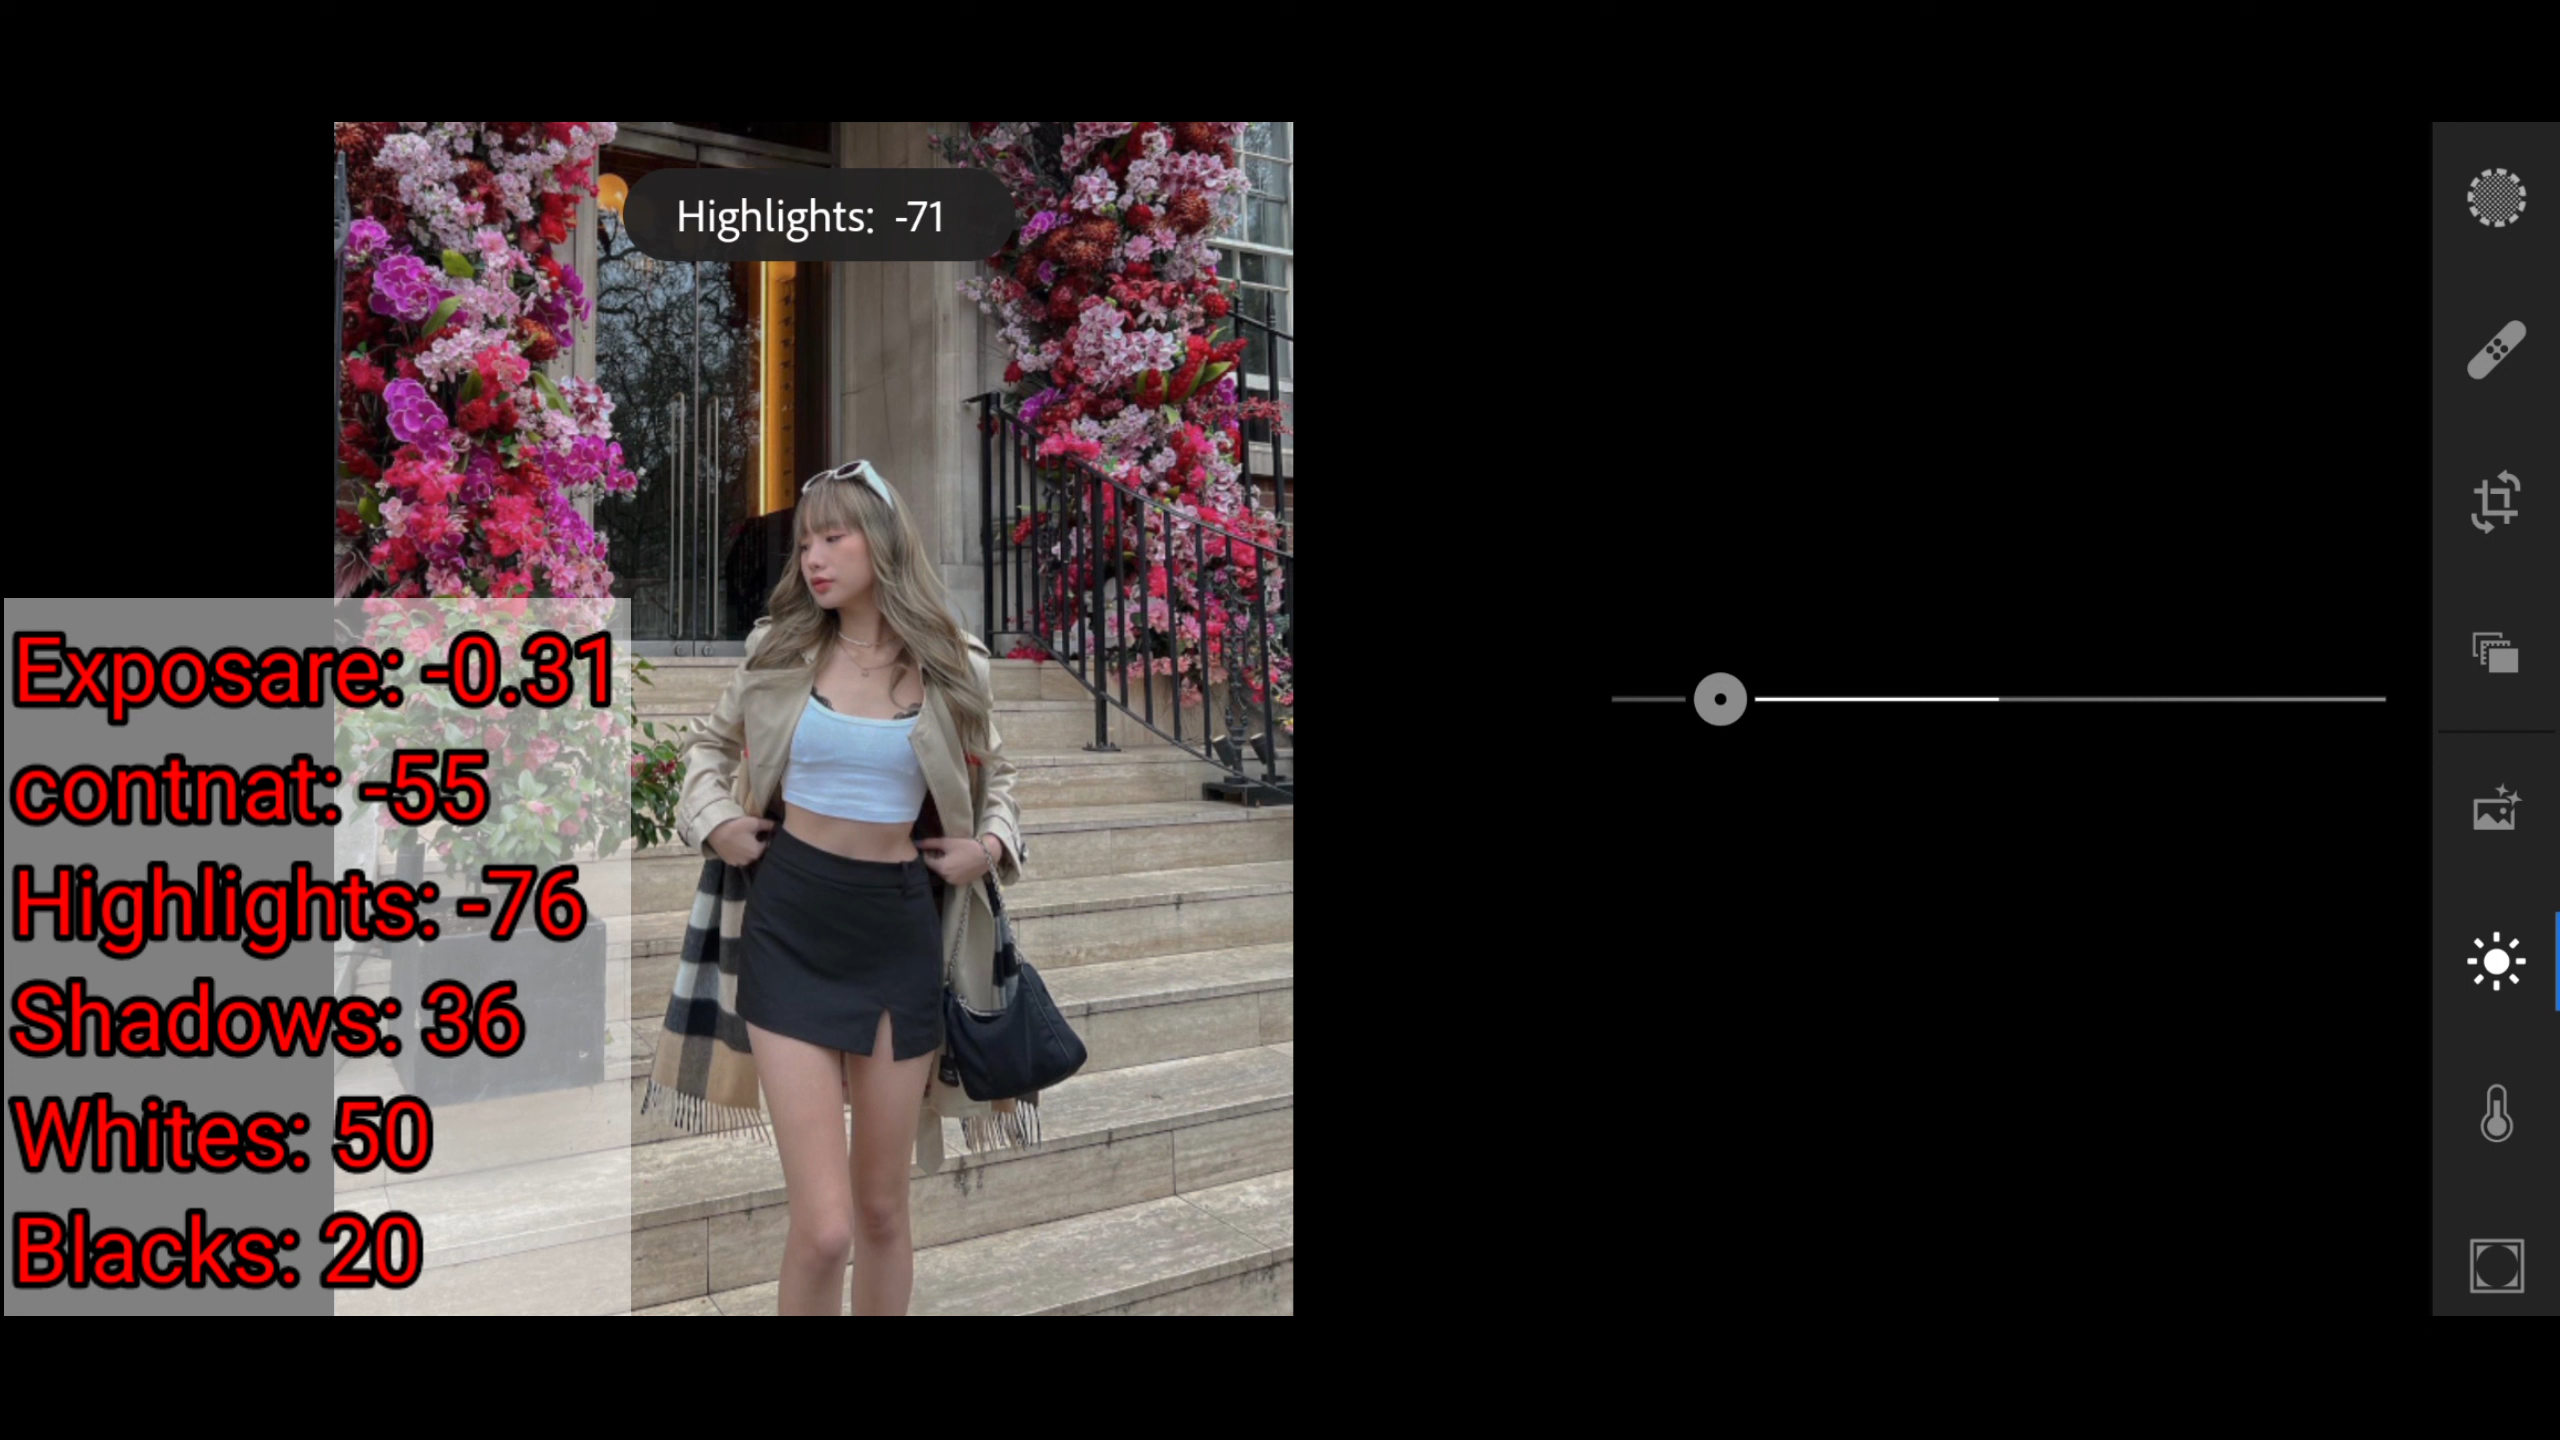 Highlights: -71
Exposare: -0.31
contnat: -55
Highlights: -76
Shadows: 36
Whites: 50
Blacks: 20